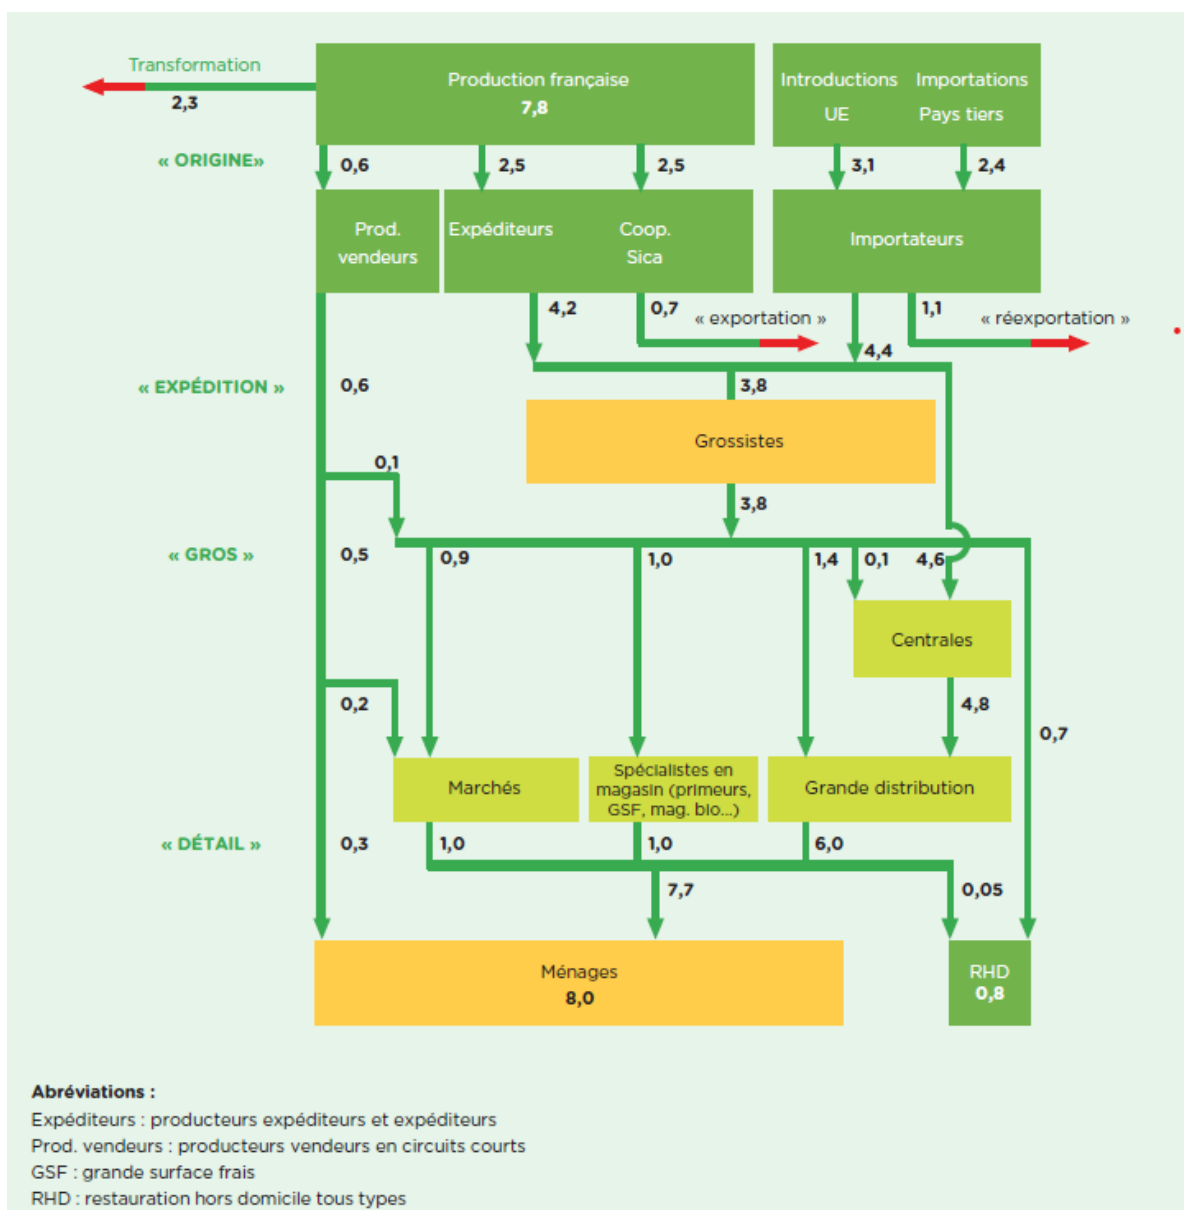 Transformation
2,3
Production française
7,8
Introductions
UE
Importations
Pays tiers
« ORIGINE»
0,6
2,5
2,5
3,1
2,4
Prod.
vendeurs
Expéditeurs
Coop.
Sica
Importateurs
4,2
0,7
« exportation »
1,1
« réexportation »
4,4
« EXPÉDITION »
0,6
3,8
Grossistes
0,1
3,8
« GROS »
0,5
0,9
1,0
1,4
0,1
4,6
Centrales
0,2
4,8
0,7
Marchés
Spécialistes en
magasin (primeurs,
GSF, mag. bio...)
Grande distribution
« DÉTAIL »
0,3
1,0
1,0
6,0
7,7
0,05
Ménages
8,0
RHD
0,8
Abréviations :
Expéditeurs : producteurs expéditeurs et expéditeurs
Prod. vendeurs : producteurs vendeurs en circuits courts
GSF : grande surface frais
RHD : restauration hors domicile tous types